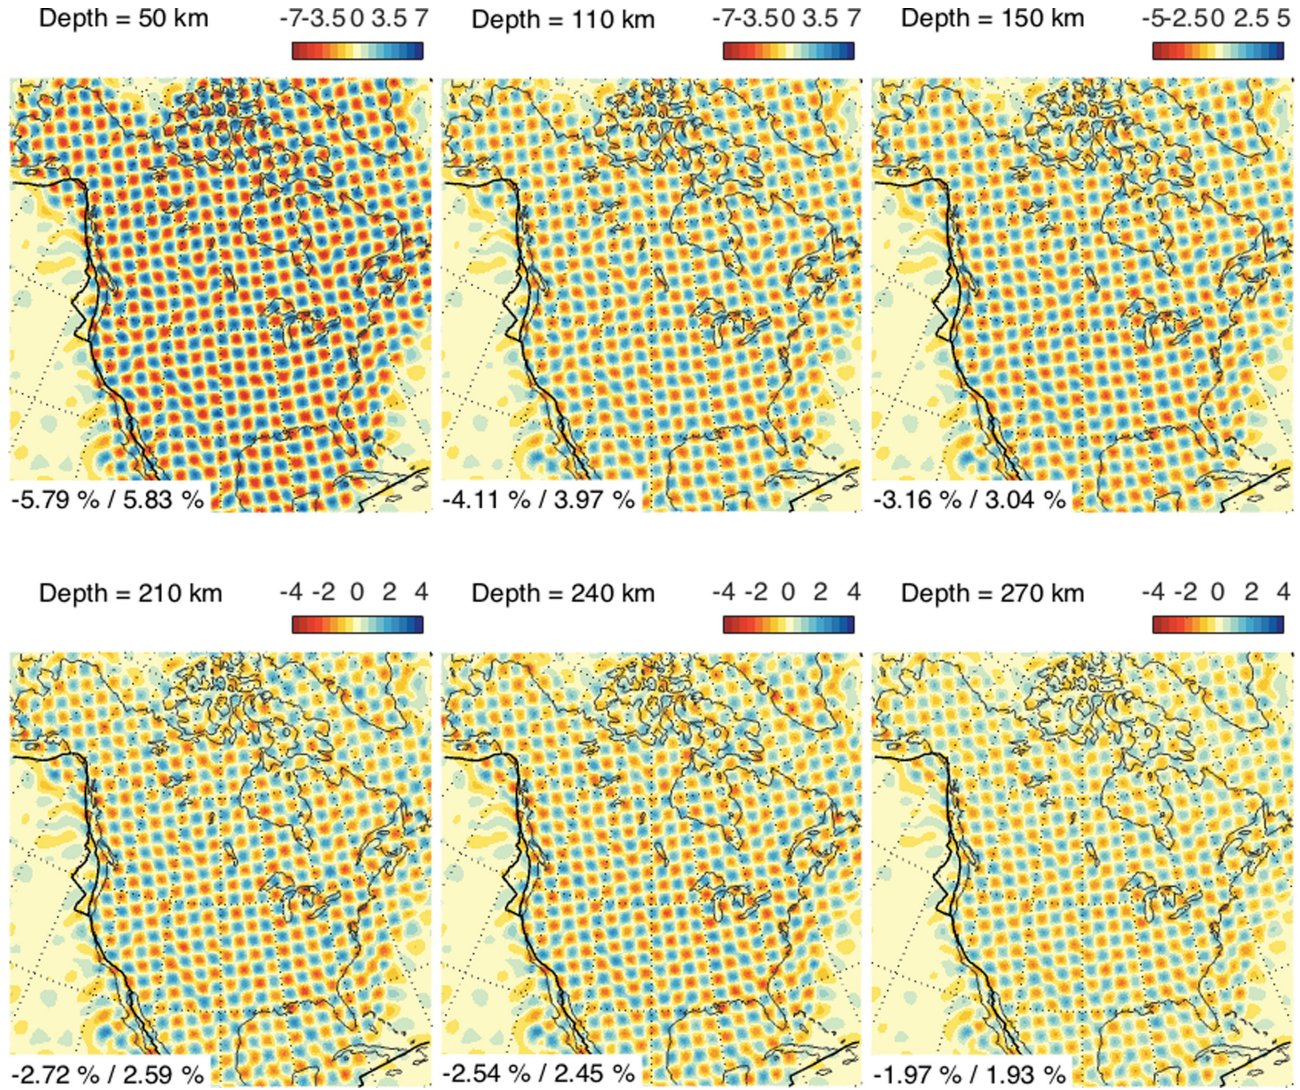 Depth = 50 km
-7-3.5 0 3.5 7
-5.79 % / 5.83 %
Depth = 110 km
-7-3.5 0 3.5 7
-4.11 % / 3.97 %
Depth = 150 km
-5-2.5 0 2.5 5
-3.16 % / 3.04 %
Depth = 210 km
-4 -2 0 2 4
-2.72 % / 2.59 %
Depth = 240 km
-4 -2 0 2 4
-2.54 % / 2.45 %
Depth = 270 km
-4 -2 0 2 4
-1.97 % / 1.93 %